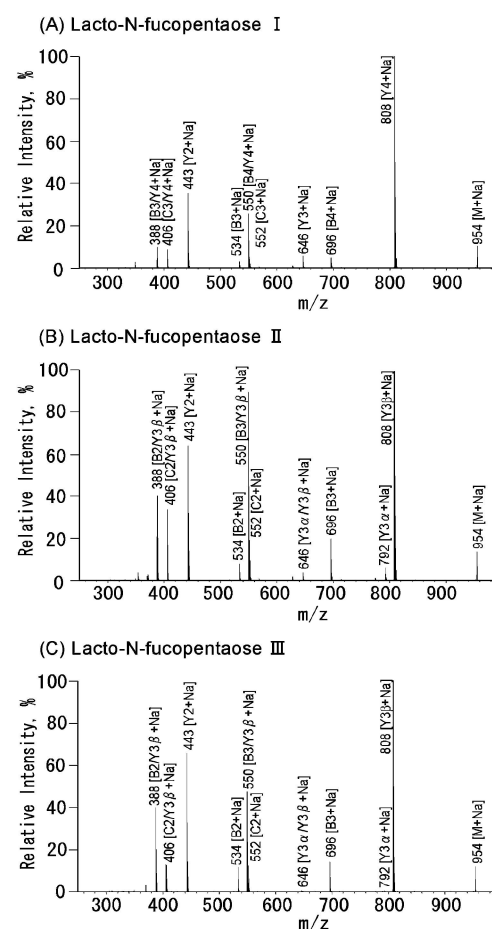 (A) Lacto-N-fucopentaose Ⅰ
Relative Intensity, %
100
80
60
40
20
0
388 [B3/Y4+Na]
406 [C3/Y4+Na]
443 [Y2+Na]
534 [B3+Na]
550 [B4/Y4+Na]
552 [C3+Na]
646 [Y3+Na]
696 [B4+Na]
808 [Y4+Na]
954 [M+Na]
300 400 500 600 700 800 900
m/z
(B) Lacto-N-fucopentaose Ⅱ
Relative Intensity, %
100
80
60
40
20
0
388 [B2/Y3β+Na]
406 [C2/Y3β+Na]
443 [Y2+Na]
534 [B2+Na]
550 [B3/Y3β+Na]
552 [C2+Na]
646 [Y3α/Y3β+Na]
696 [B3+Na]
792 [Y3α+Na]
808 [Y3β+Na]
954 [M+Na]
300 400 500 600 700 800 900
m/z
(C) Lacto-N-fucopentaose Ⅲ
Relative Intensity, %
100
80
60
40
20
0
388 [B2/Y3β+Na]
406 [C2/Y3β+Na]
443 [Y2+Na]
534 [B2+Na]
550 [B3/Y3β+Na]
552 [C2+Na]
646 [Y3α/Y3β+Na]
696 [B3+Na]
792 [Y3α+Na]
808 [Y3β+Na]
954 [M+Na]
300 400 500 600 700 800 900
m/z